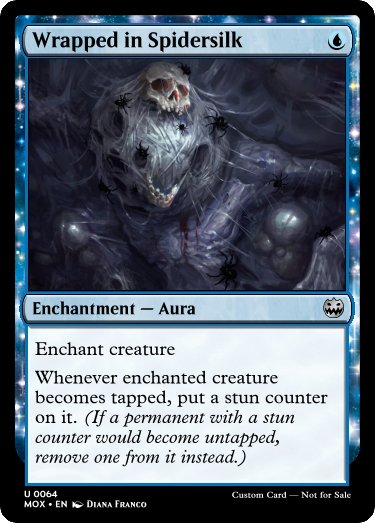 Wrapped in Spidersilk
Enchantment — Aura
Enchant creature
Whenever enchanted creature
becomes tapped, put a stun counter
on it. (If a permanent with a stun
counter would become untapped,
remove one from it instead.)
U 0064
MOX • EN DIANA FRANCO
Custom Card — Not for Sale